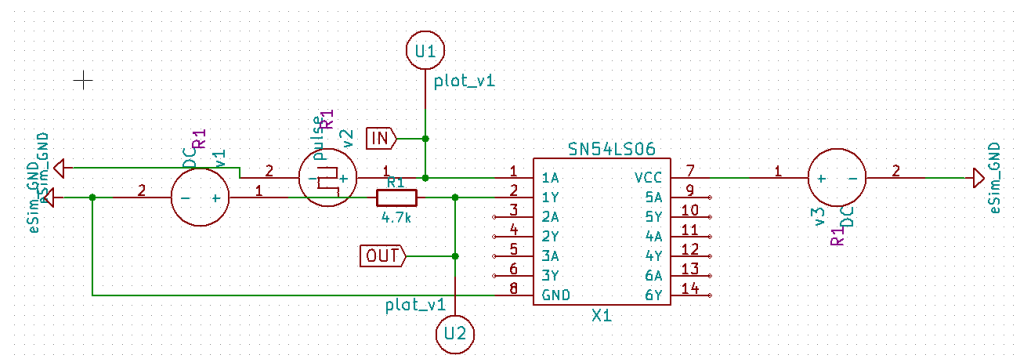 U1
plot_v1
IN
pulse
R1
v2
DC
R1
v1
eSim_GND
eSim_GND
2
1
2
1
R1
4.7k
OUT
plot_v1
U2
SN54LS06
1
1A
2
1Y
3
2A
4
2Y
5
3A
6
3Y
8
GND
VCC
7
5A
9
5Y
10
4A
11
4Y
12
6A
13
6Y
14
X1
1
+
-
2
v3
DC
R1
eSim_GND